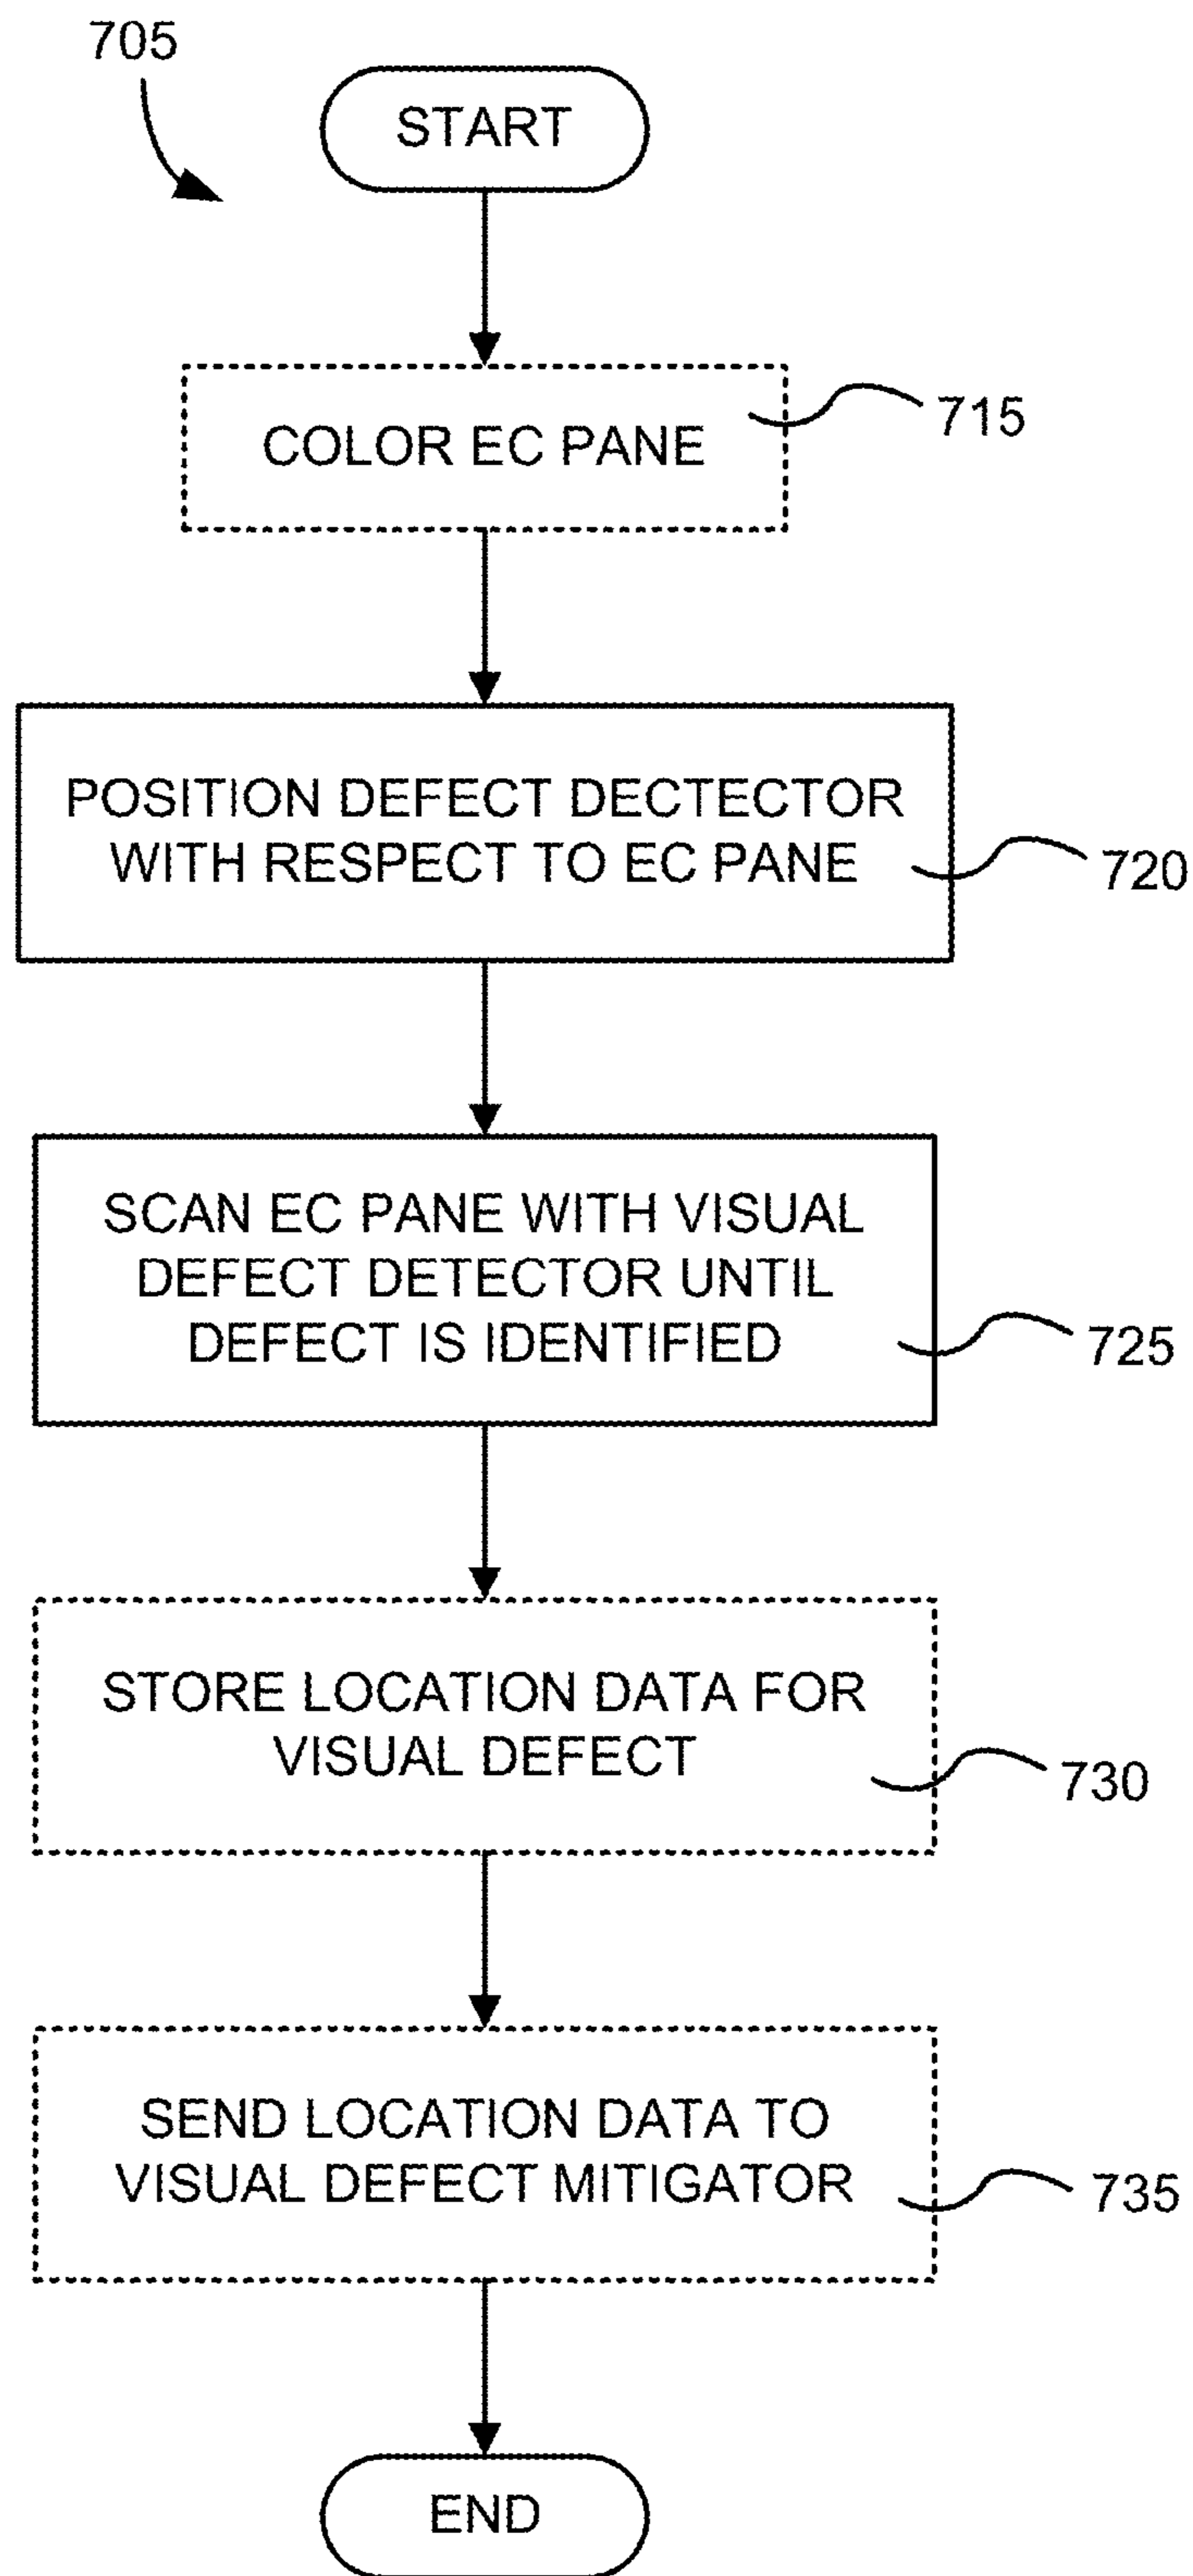 705
START
COLOR EC PANE
715
POSITION DEFECT DECTECTOR
WITH RESPECT TO EC PANE
720
SCAN EC PANE WITH VISUAL
DEFECT DETECTOR UNTIL
DEFECT IS IDENTIFIED
725
STORE LOCATION DATA FOR
VISUAL DEFECT
730
SEND LOCATION DATA TO
VISUAL DEFECT MITIGATOR
735
END